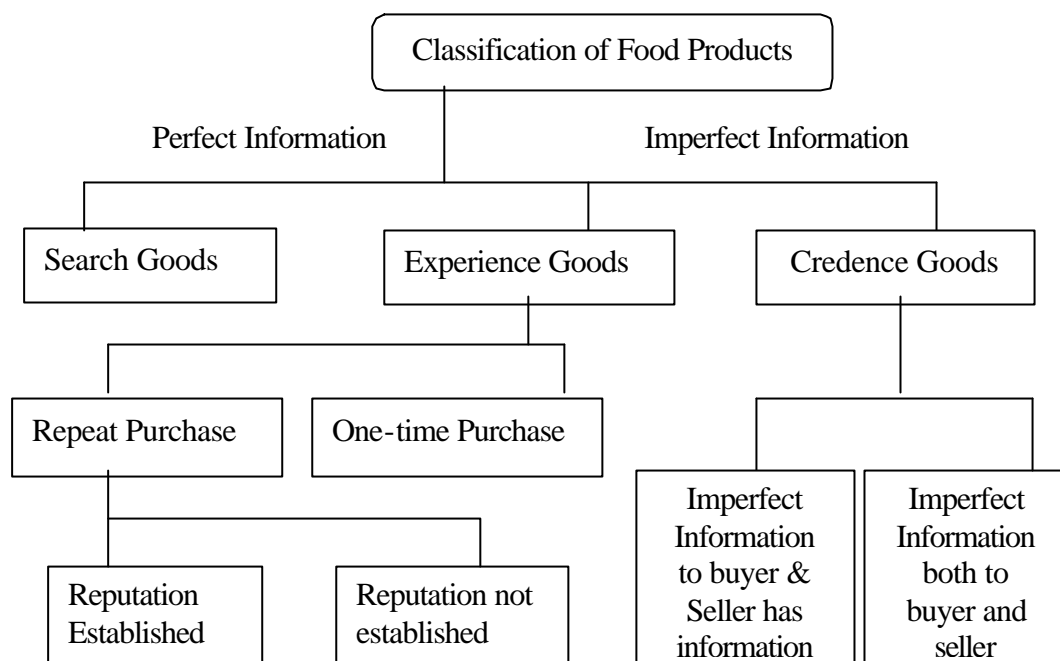 Classification of Food Products
Perfect Information
Imperfect Information
Search Goods
Experience Goods
Credence Goods
Repeat Purchase
One-time Purchase
Imperfect
Information
to buyer &
Seller has
information
Imperfect
Information
both to
buyer and
seller
Reputation
Established
Reputation not
established